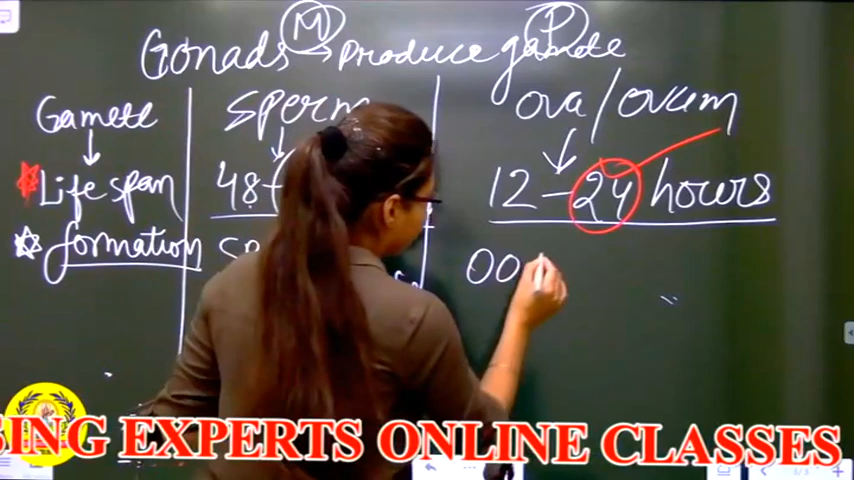 M P
Gonads → Produce gamete
Gamete Sperm ova/ovum
Life span 48- 12-24 hours
formation SP 00
ING EXPERTS ONLINE CLASSES